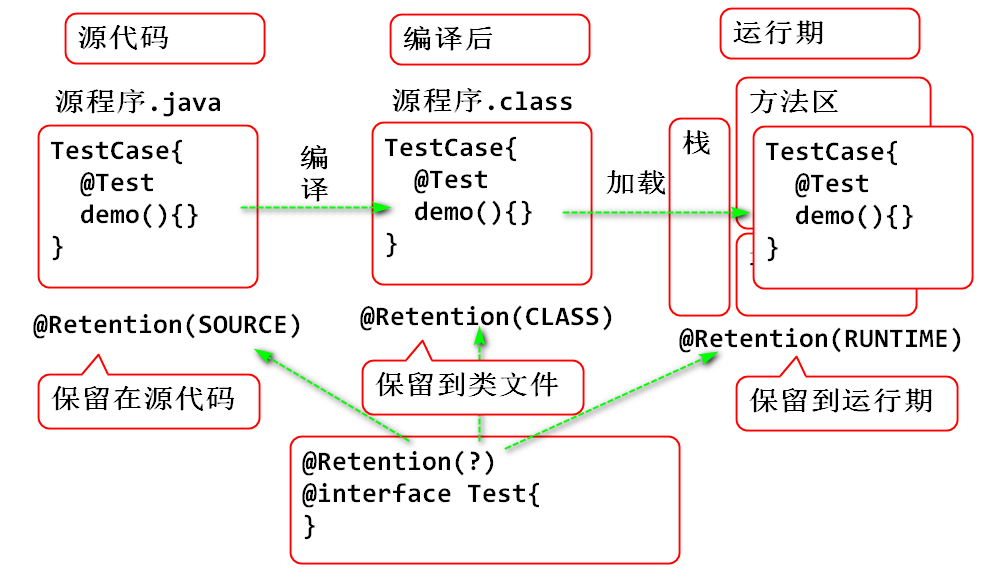 源代码
编译后
运行期
源程序.java
源程序.class
方法区
栈
TestCase{
@Test
demo(){}
}
编
译
TestCase{
@Test
demo(){}
}
加载
TestCase{
@Test
demo(){}
}
@Retention(SOURCE)
@Retention(CLASS)
@Retention(RUNTIME)
保留在源代码
保留到类文件
保留到运行期
@Retention(?)
@interface Test{
}